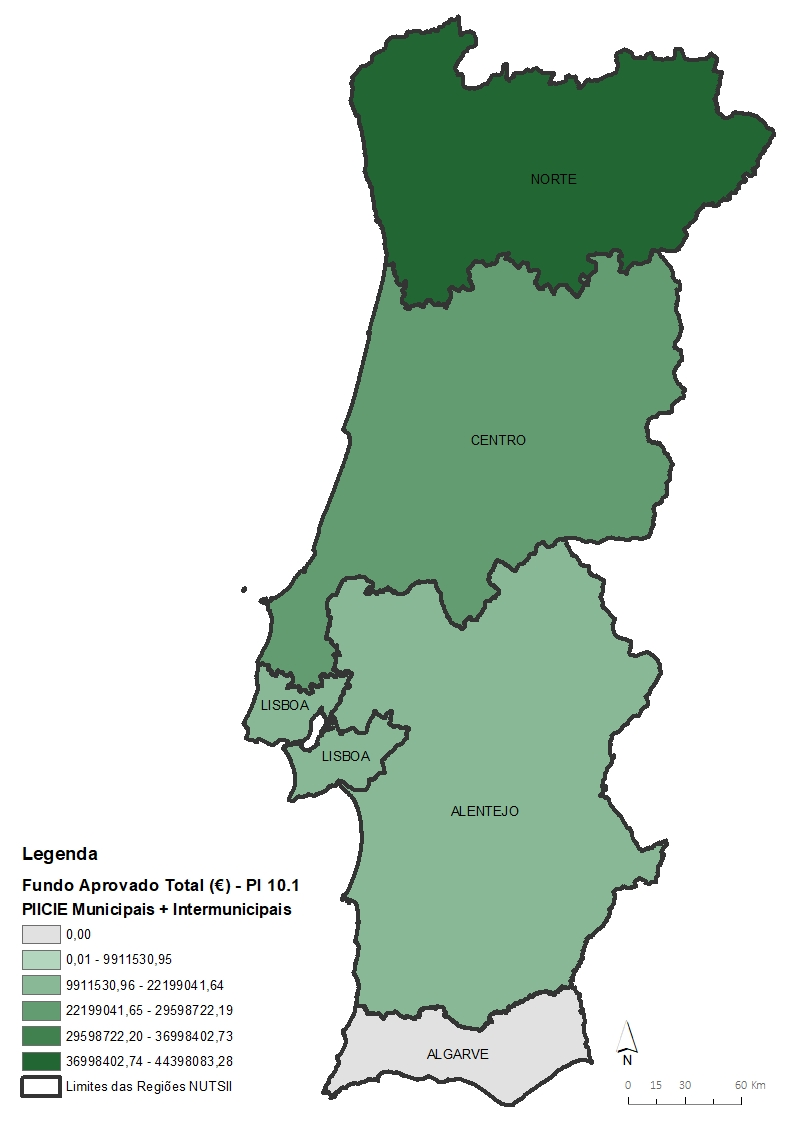 NORTE
CENTRO
LISBOA
LISBOA
ALENTEJO
ALGARVE
Legenda
Fundo Aprovado Total (€) - PI 10.1
PIICIE Municipais + Intermunicipais
0,00
0,01 - 9911530,95
9911530,96 - 22199041,64
22199041,65 - 29598722,19
29598722,20 - 36998402,73
36998402,74 - 44398083,28
Limites das Regiões NUTSII
N
0 15 30 60 Km